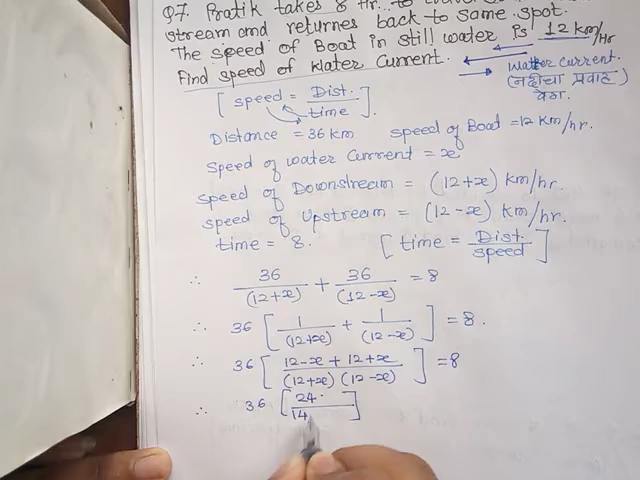 Q7. Pratik takes 8 Hr. to
stream and returnes back to same spot.
The speed of Boat in still water is 12 km/Hr
Find speed of Water Current.
Water Current.
(नदीचा प्रवाह)
वेग.
[ speed = Dist. / time ].
Distance = 36 km speed of Boat = 12 km/hr.
speed of water current = x
speed of Downstream = (12+x) km/hr.
speed of Upstream = (12-x) km/hr.
time = 8. [ time = Dist. / speed ]
∴ 36/(12+x) + 36/(12-x) = 8
∴ 36 [ 1/(12+x) + 1/(12-x) ] = 8.
∴ 36 [ 12-x + 12+x / (12+x) (12-x) ] = 8
∴ 36 [ 24. / 14 ]